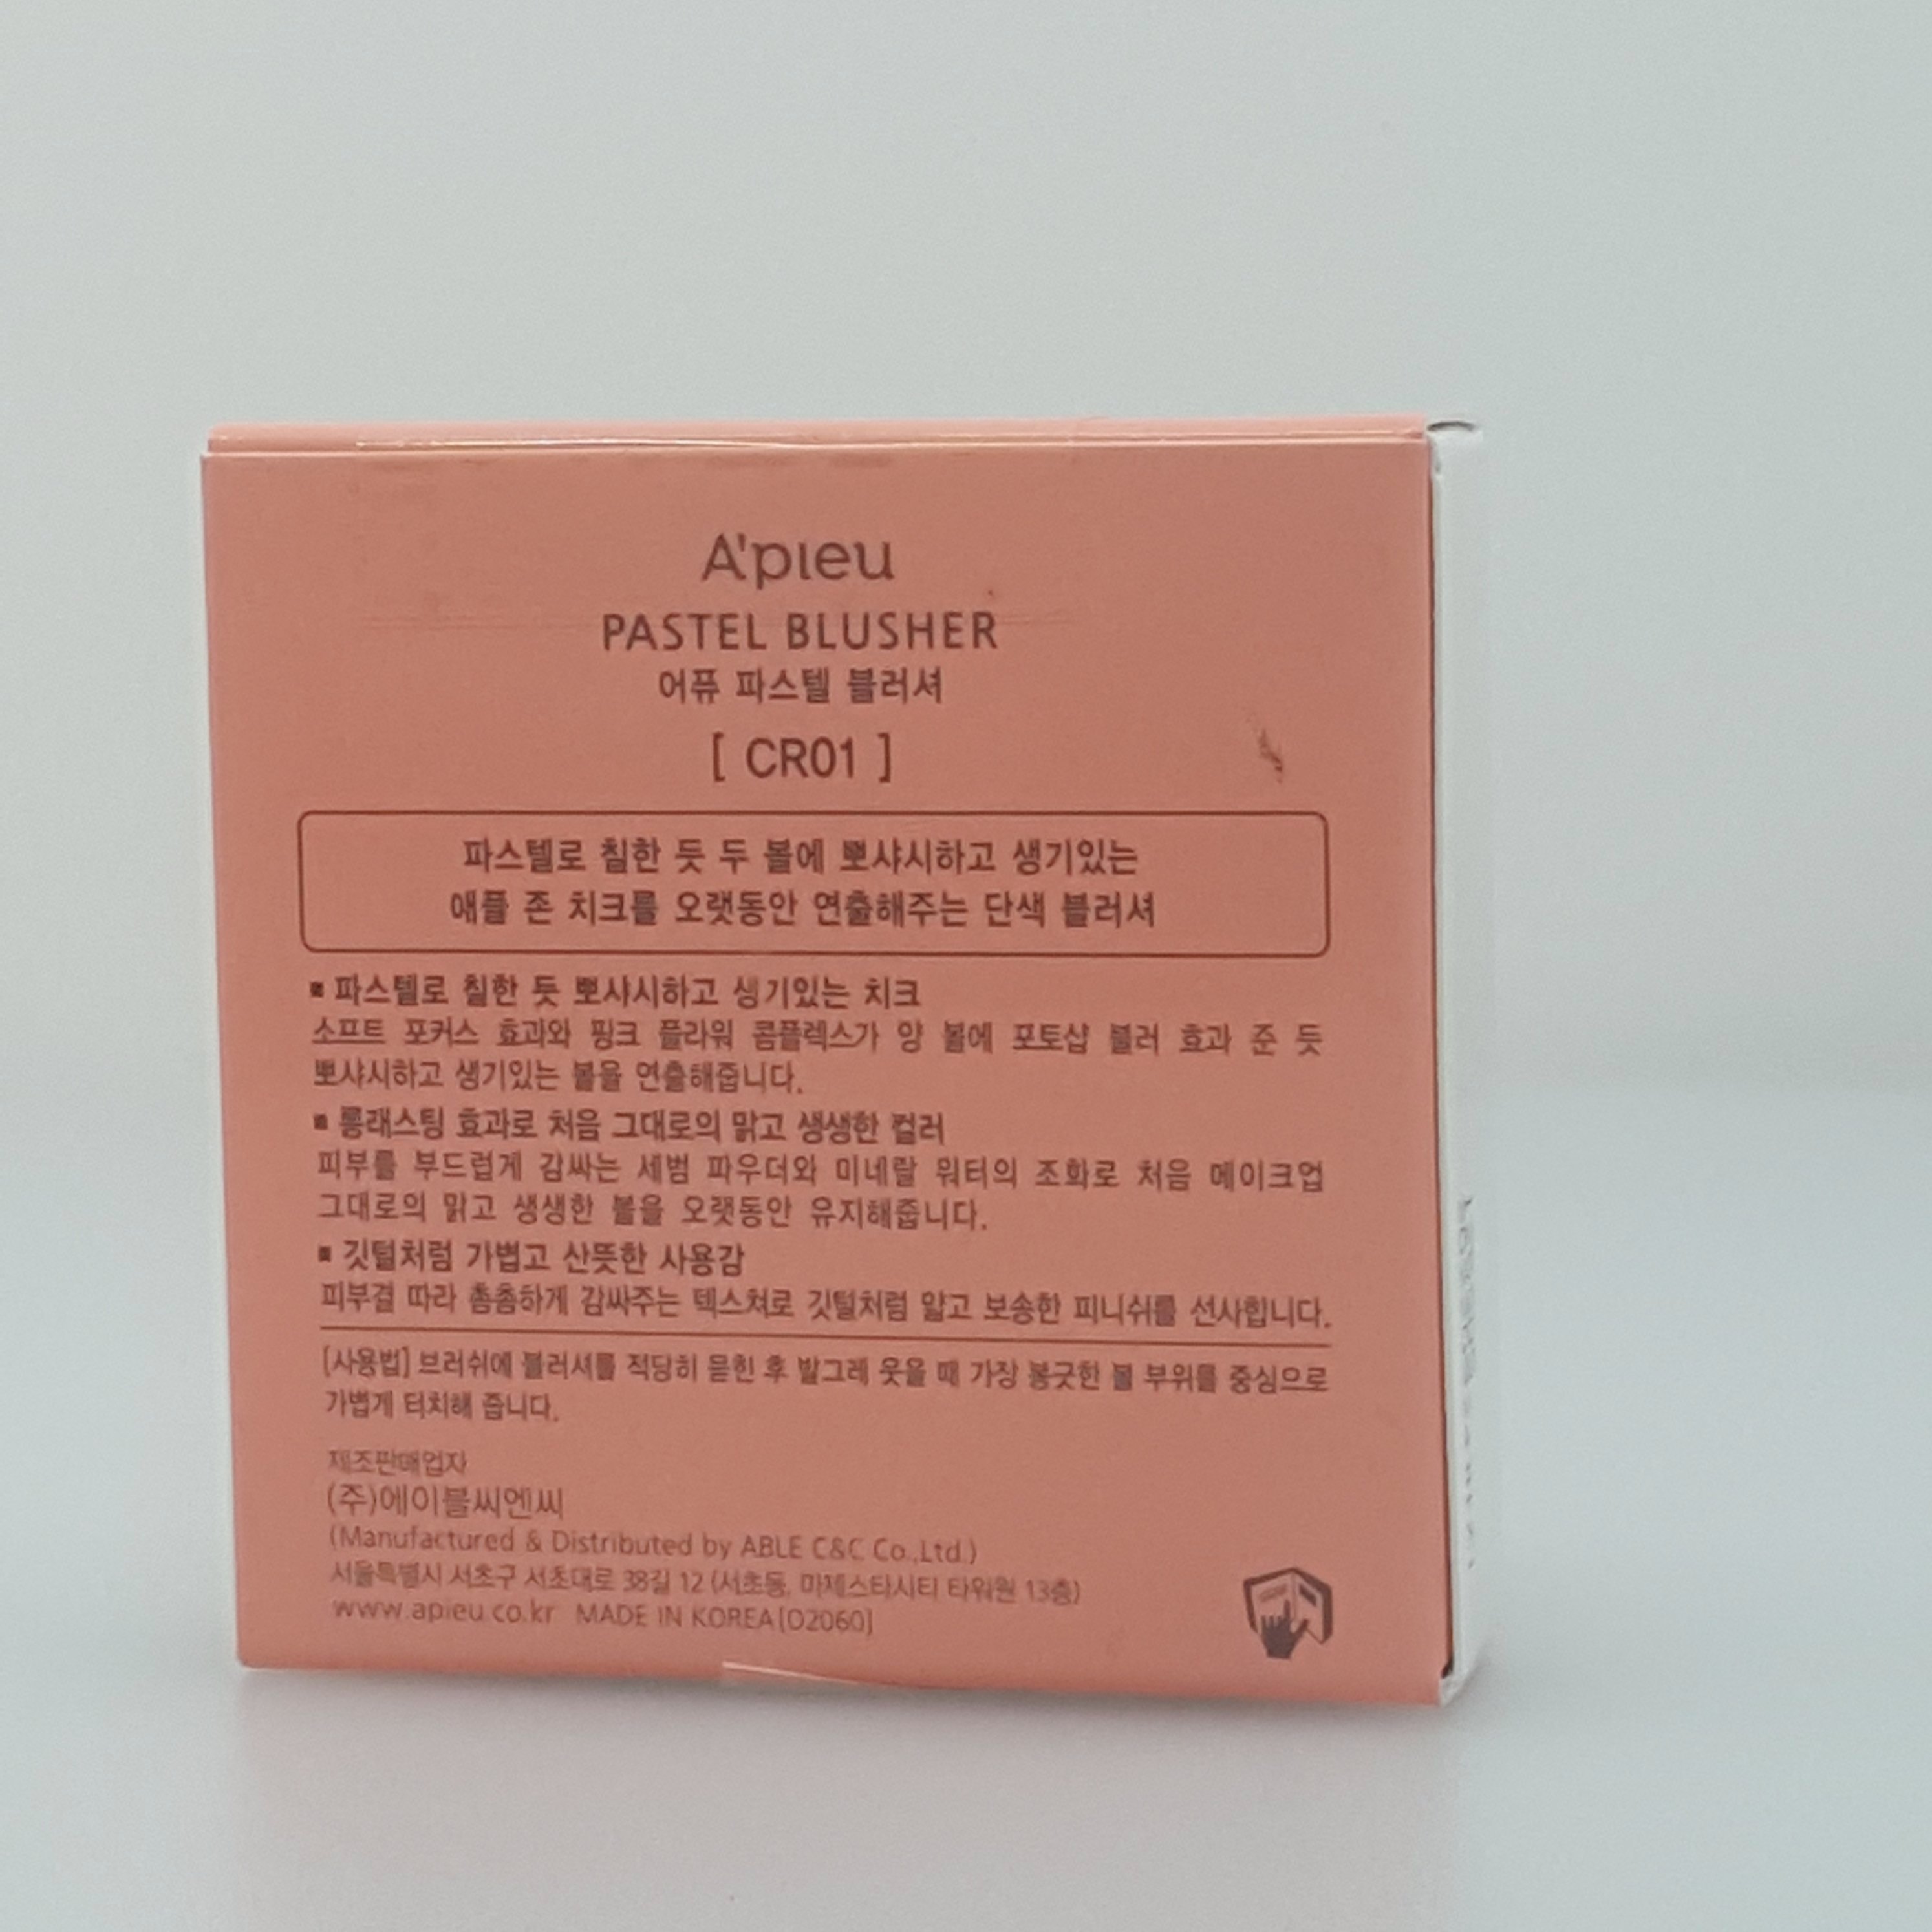 A'pieu
PASTEL BLUSHER
어퓨 파스텔 블러셔
[ CR01 ]
파스텔로 칠한 듯 두 볼에 뽀샤시하고 생기있는
애플 존 치크를 오랫동안 연출해주는 단색 블러셔
▪ 파스텔로 칠한 듯 뽀샤시하고 생기있는 치크
소프트 포커스 효과와 핑크 플라워 콤플렉스가 양 볼에 포토샵 블러 효과 준 듯
뽀샤시하고 생기있는 볼을 연출해줍니다.
▪ 롱래스팅 효과로 처음 그대로의 맑고 생생한 컬러
피부를 부드럽게 감싸는 세범 파우더와 미네랄 워터의 조화로 처음 메이크업
그대로의 맑고 생생한 볼을 오랫동안 유지해줍니다.
▪ 깃털처럼 가볍고 산뜻한 사용감
피부결 따라 촘촘하게 감싸주는 텍스쳐로 깃털처럼 얇고 보송한 피니쉬를 선사합니다.
[사용법] 브러쉬에 블러셔를 적당히 묻힌 후 발그레 웃을 때 가장 봉긋한 볼 부위를 중심으로
가볍게 터치해 줍니다.
제조판매업자
(주)에이블씨엔씨
(Manufactured & Distributed by ABLE C&C Co.,Ltd.)
서울특별시 서초구 서초대로 38길 12 (서초동, 마제스타시티 타워원 13층)
www.apieu.co.kr MADE IN KOREA[02060]